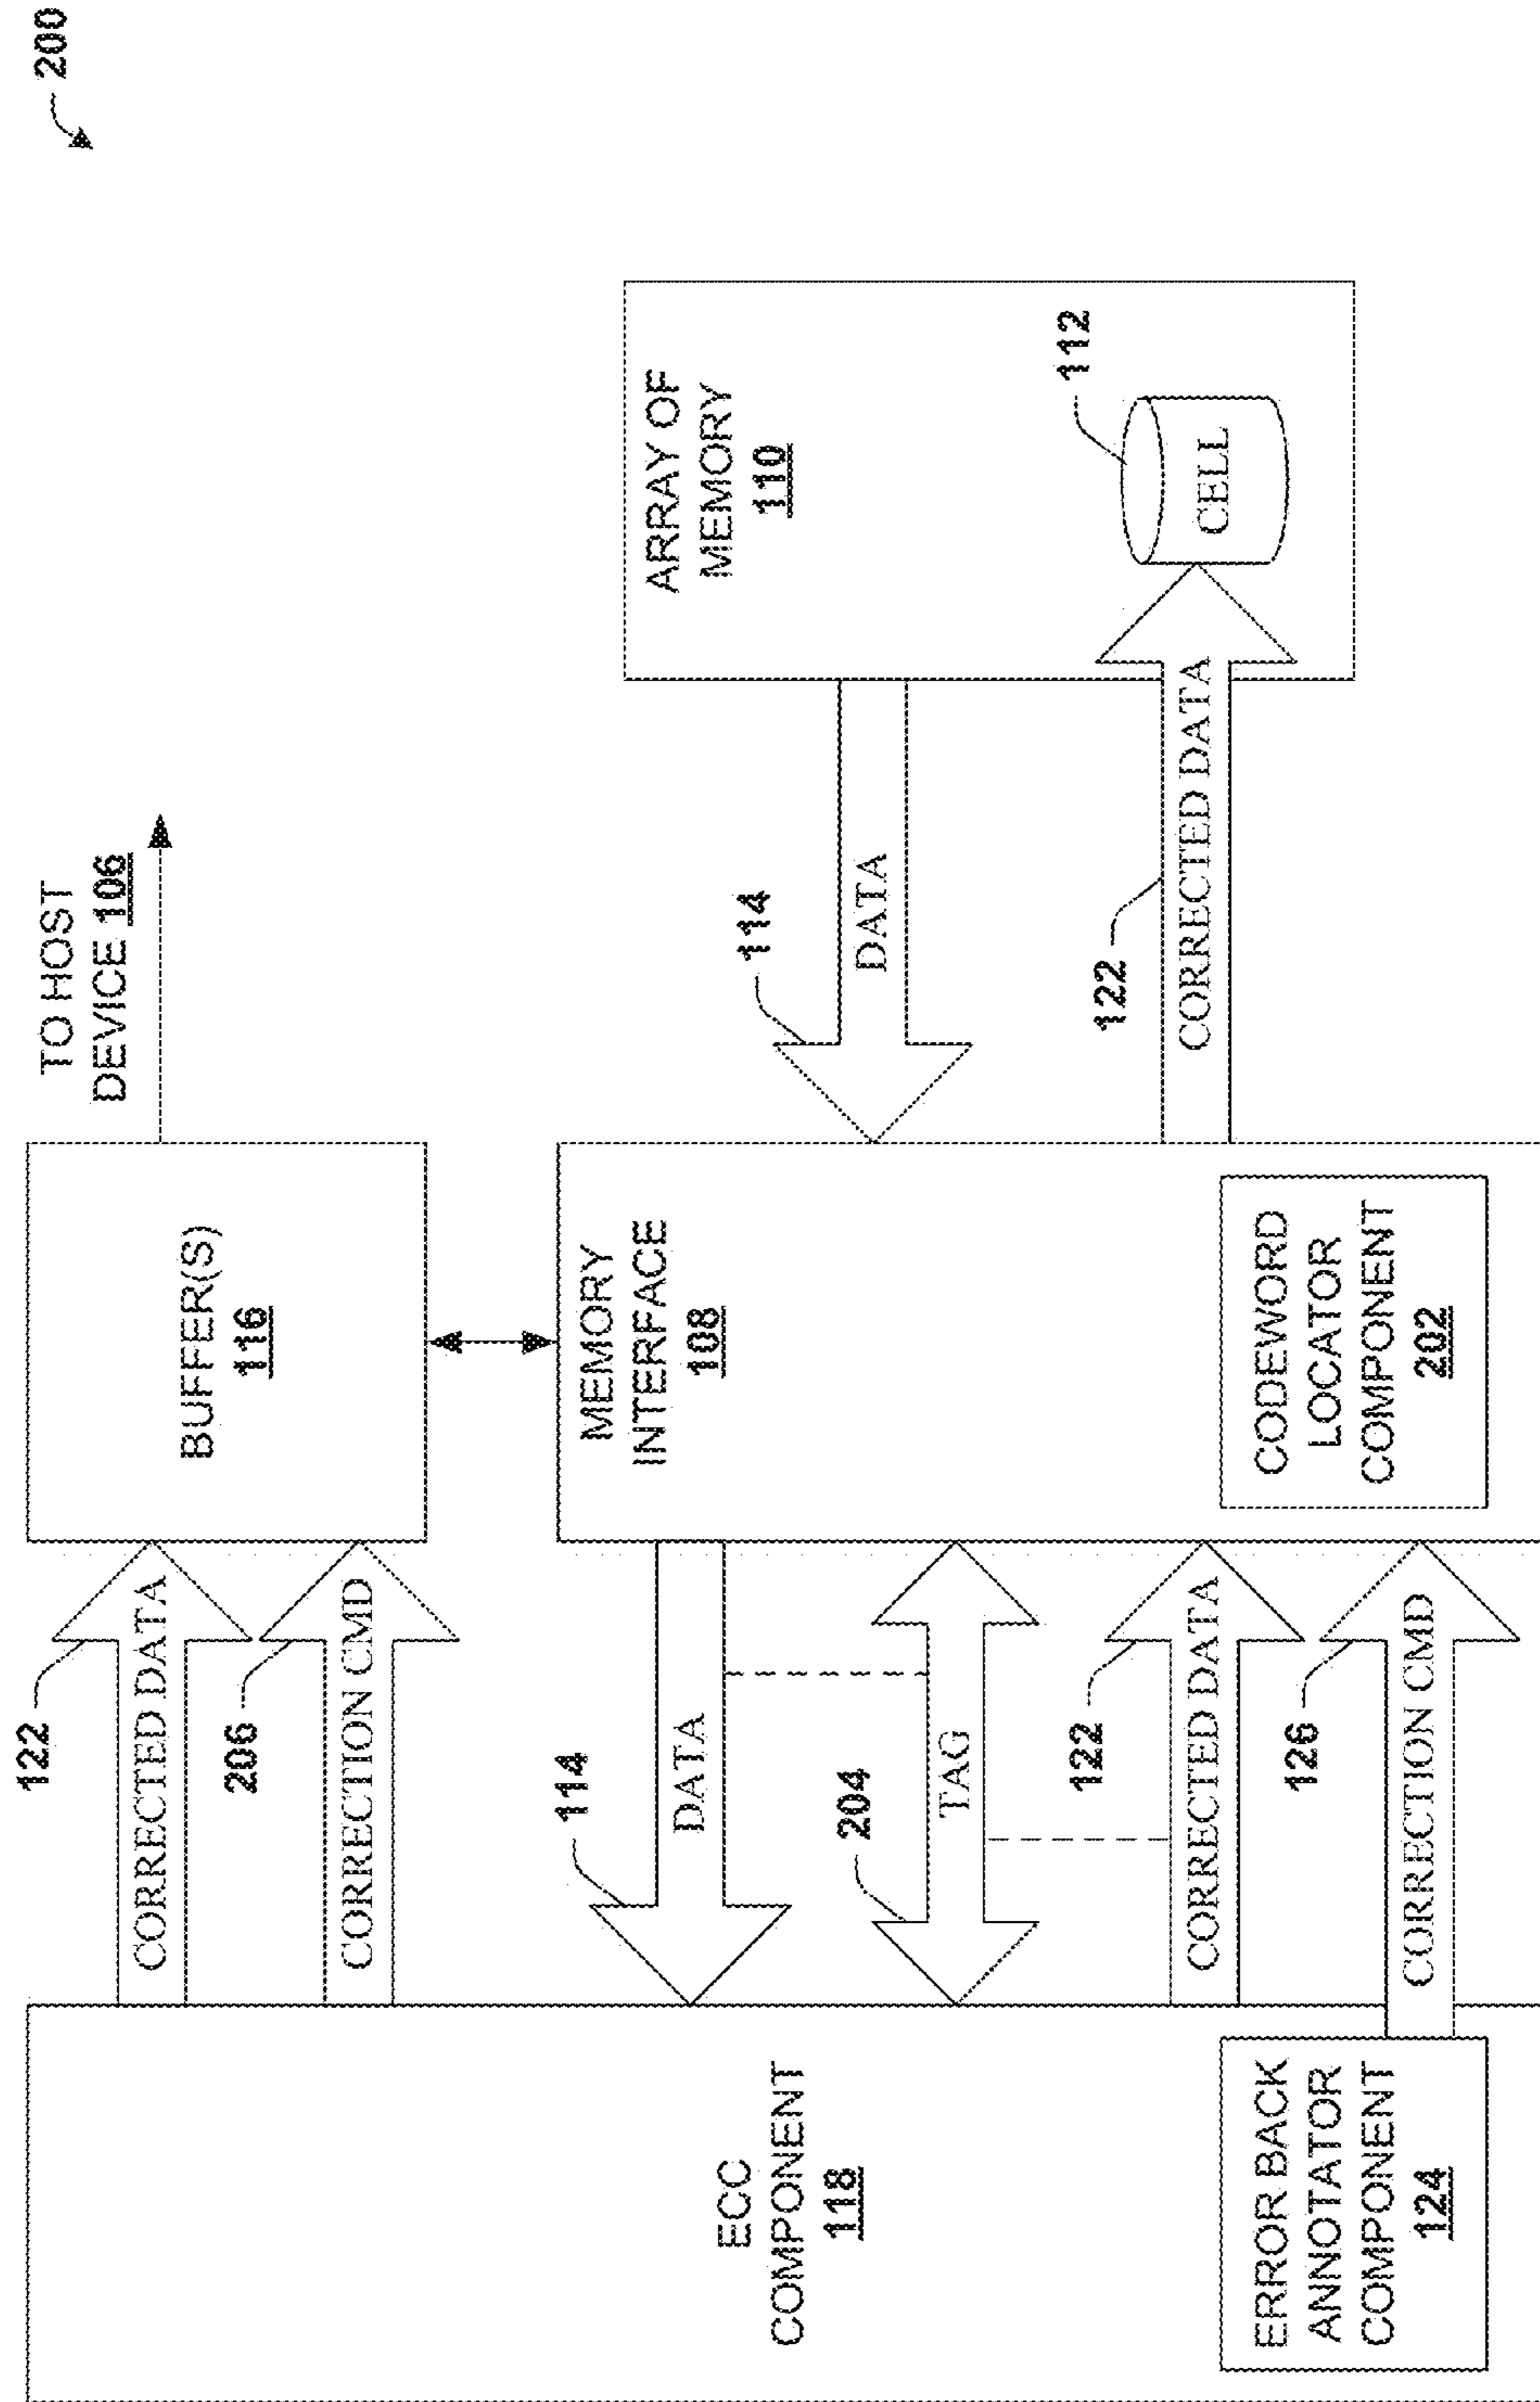 200
TO HOST
DEVICE 106
122
CORRECTED DATA
206
CORRECTION CMD
BUFFER(S)
116
ECC
COMPONENT
118
114
DATA
204
TAG
122
CORRECTED DATA
126
CORRECTION CMD
ERROR BACK
ANNOTATOR
COMPONENT
124
MEMORY
INTERFACE
108
CODEWORD
LOCATOR
COMPONENT
202
114
DATA
122
CORRECTED DATA
ARRAY OF
MEMORY
110
112
CELL